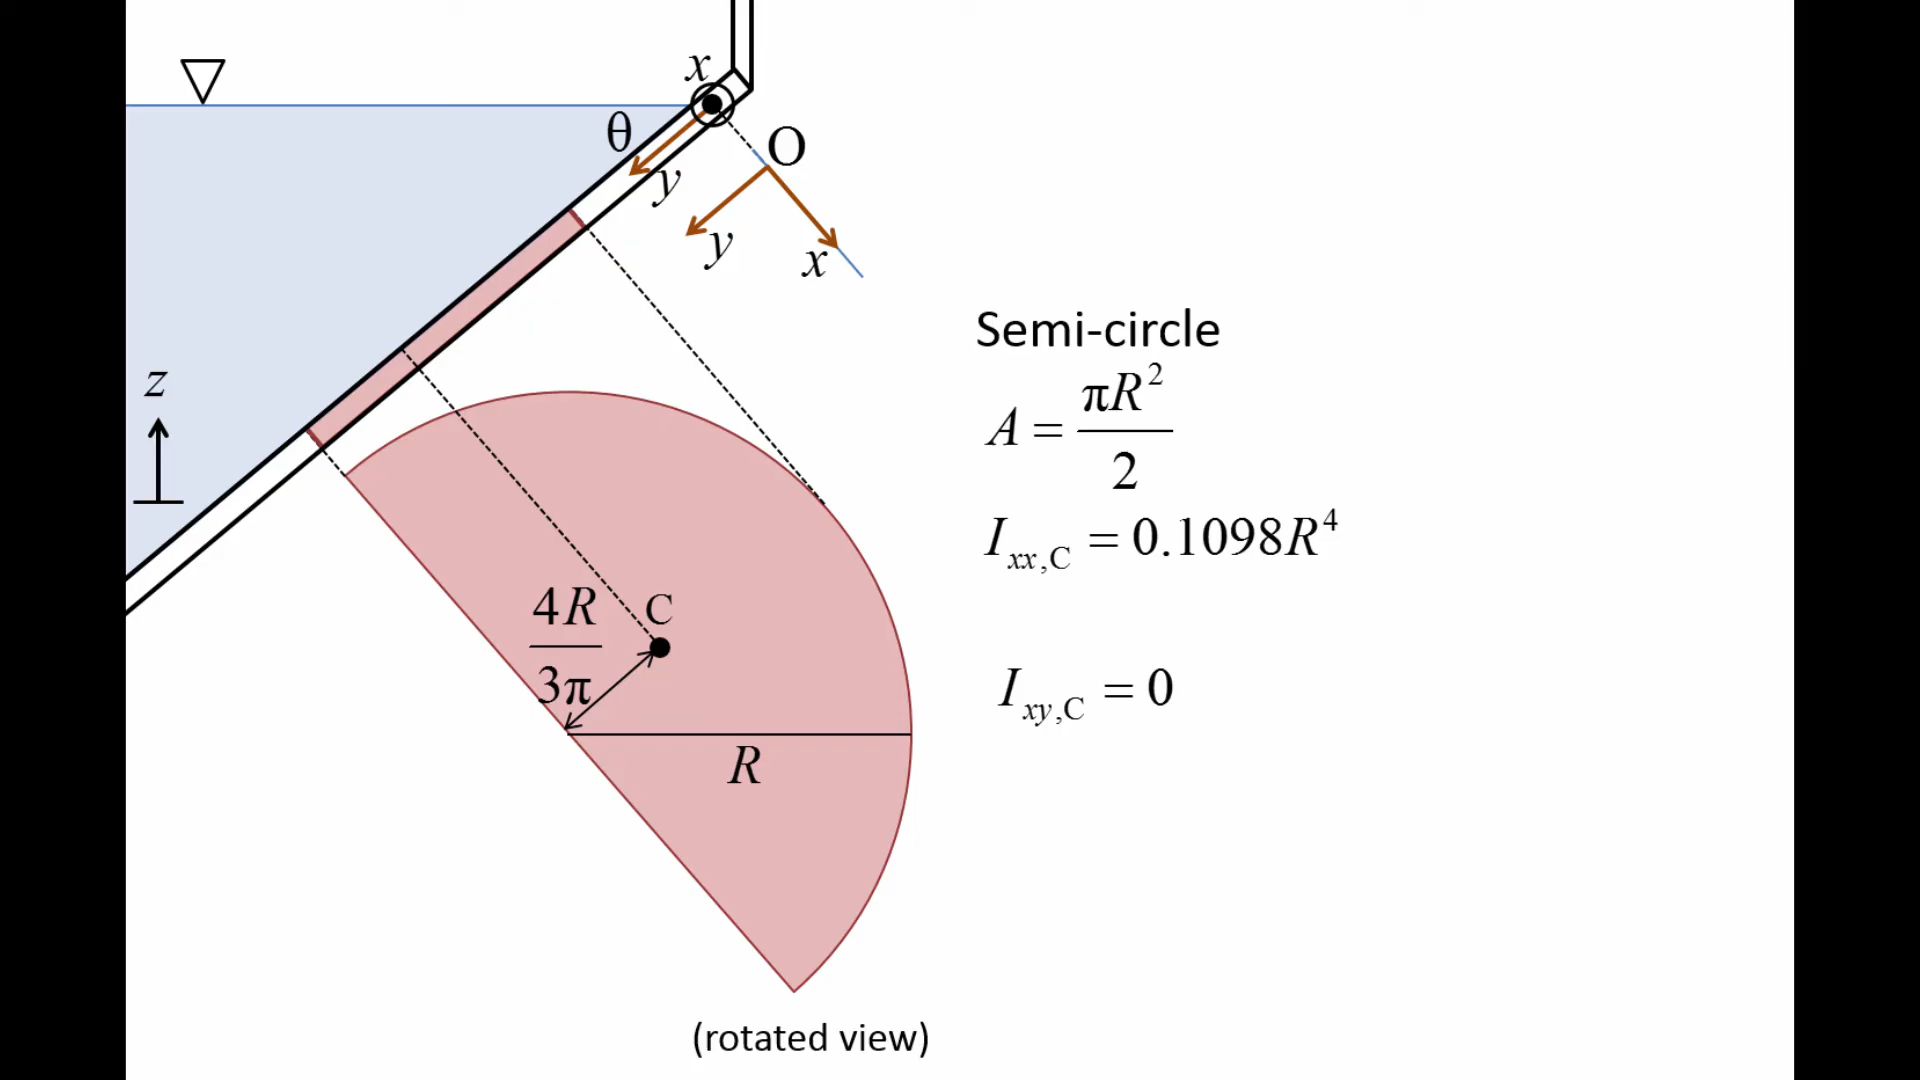 x
θ
O
y
y
x
z
Semi-circle
A = πR²/2
I_xx,C = 0.1098R⁴
4R/3π
C
I_xy,C = 0
R
(rotated view)